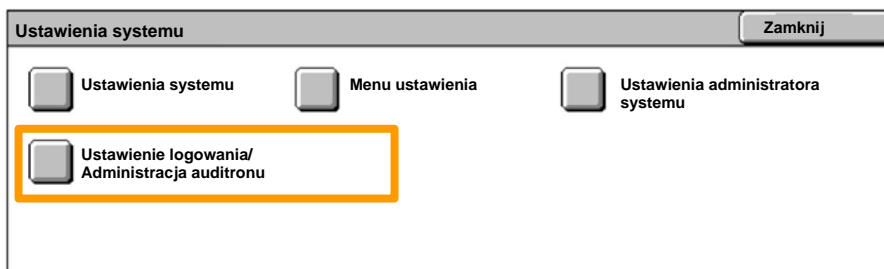 Ustawienia systemu
Zamknij
Ustawienia systemu
Menu ustawienia
Ustawienia administratora
systemu
Ustawienie logowania/
Administracja auditronu